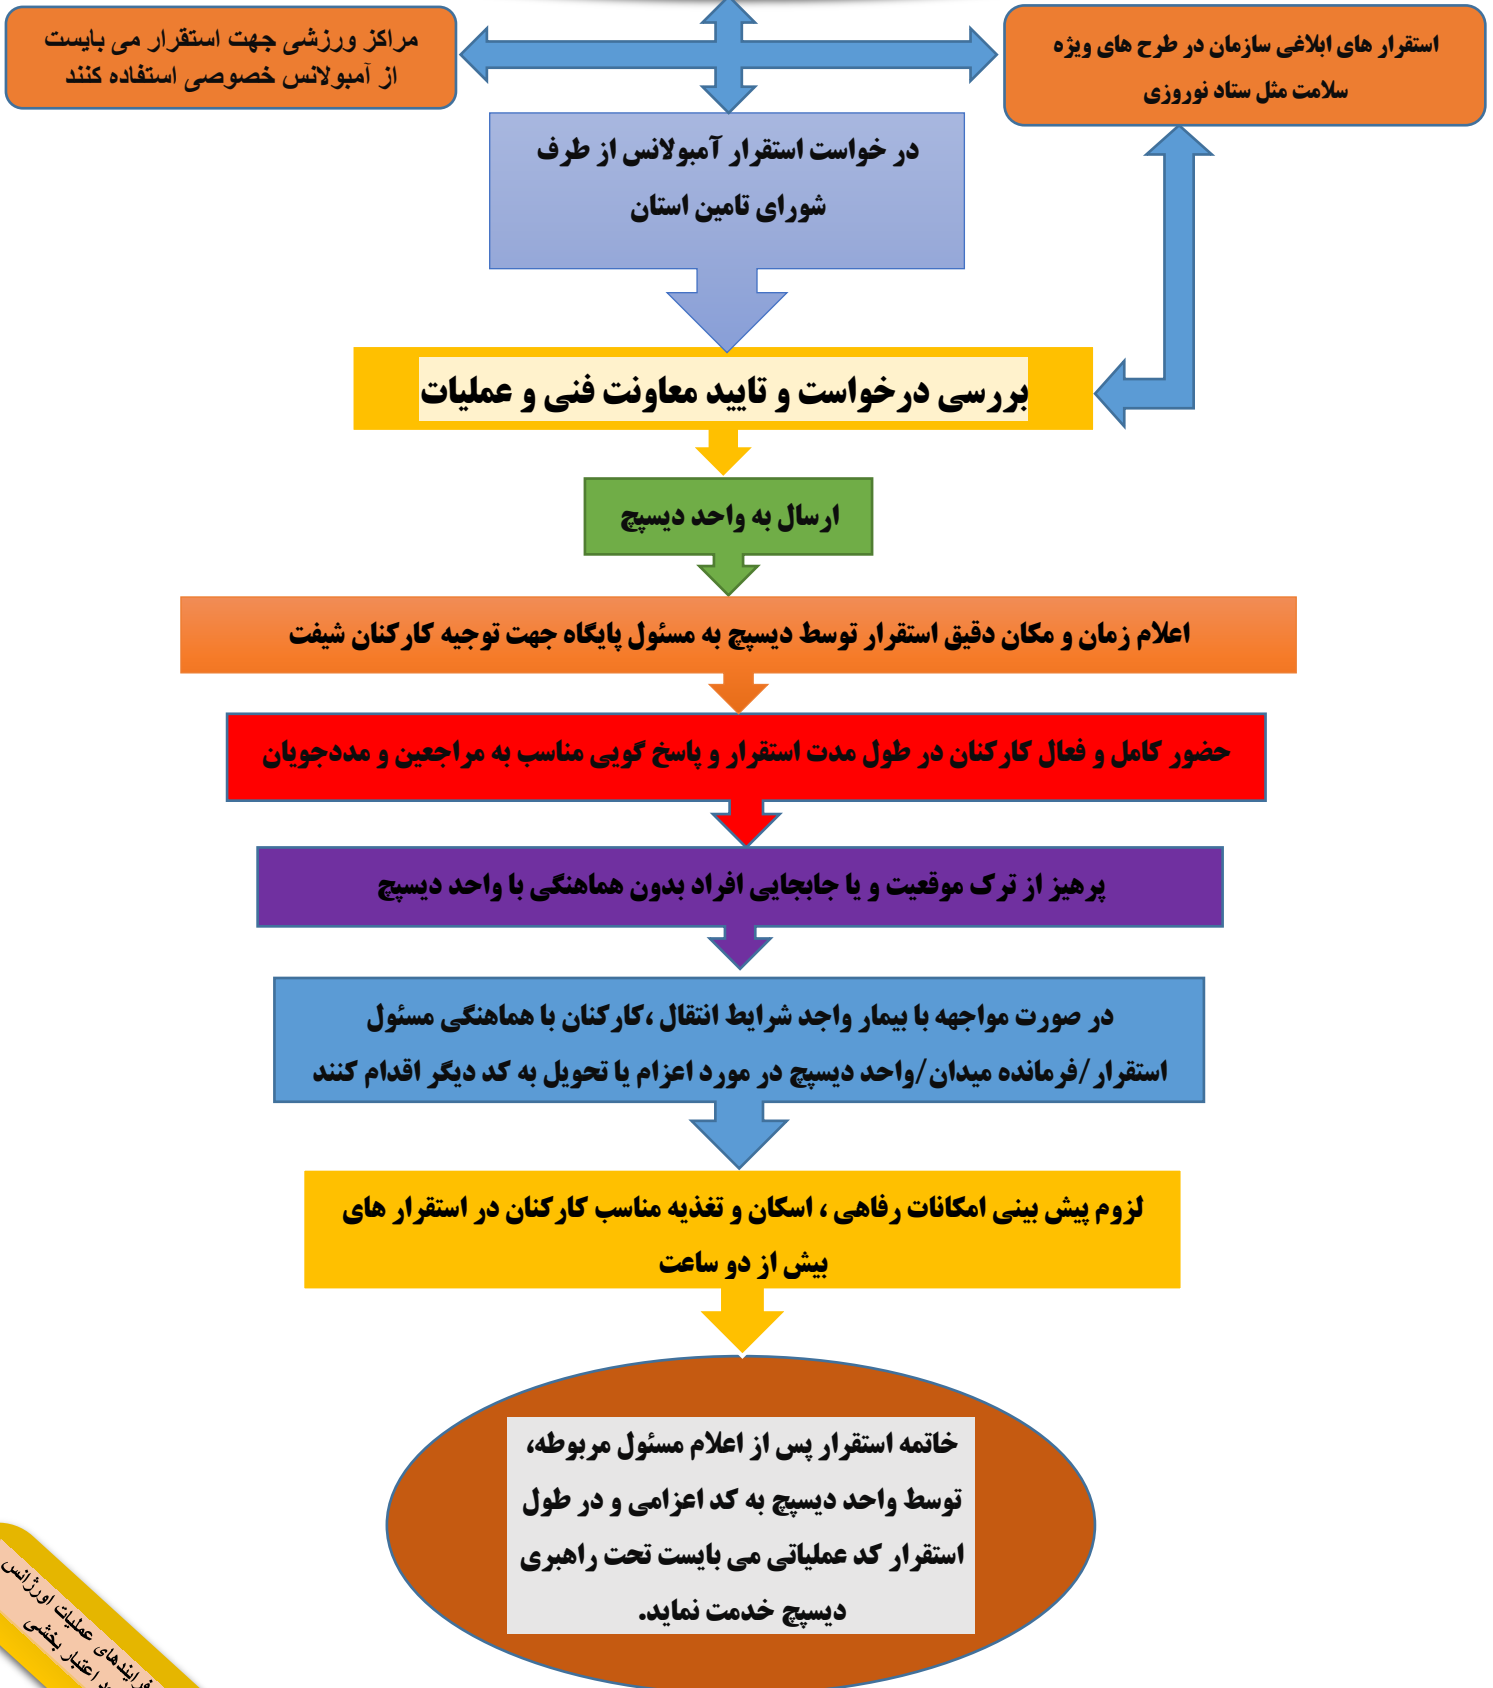 استقرار های ابلاغی سازمان در طرح های ویژه
سلامت مثل ستاد نوروزی
مراکز ورزشی جهت استقرار می بایست
از آمبولانس خصوصی استفاده کنند
در خواست استقرار آمبولانس از طرف
شورای تامین استان
بررسی درخواست و تایید معاونت فنی و عملیات
ارسال به واحد دیسپچ
اعلام زمان و مکان دقیق استقرار توسط دیسپچ به مسئول پایگاه جهت توجیه کارکنان شیفت
حضور کامل و فعال کارکنان در طول مدت استقرار و پاسخ گویی مناسب به مراجعین و مددجویان
پرهیز از ترک موقعیت و یا جابجایی افراد بدون هماهنگی با واحد دیسپچ
در صورت مواجهه با بیمار واجد شرایط انتقال ،کارکنان با هماهنگی مسئول
استقرار/فرمانده میدان/واحد دیسپچ در مورد اعزام یا تحویل به کد دیگر اقدام کنند
لزوم پیش بینی امکانات رفاهی ، اسکان و تغذیه مناسب کارکنان در استقرار های
بیش از دو ساعت
خاتمه استقرار پس از اعلام مسئول مربوطه،
توسط واحد دیسپچ به کد اعزامی و در طول
استقرار کد عملیاتی می بایست تحت راهبری
دیسپچ خدمت نماید.
فرایندهای عملیات اورژانس
اعتبار بخشی